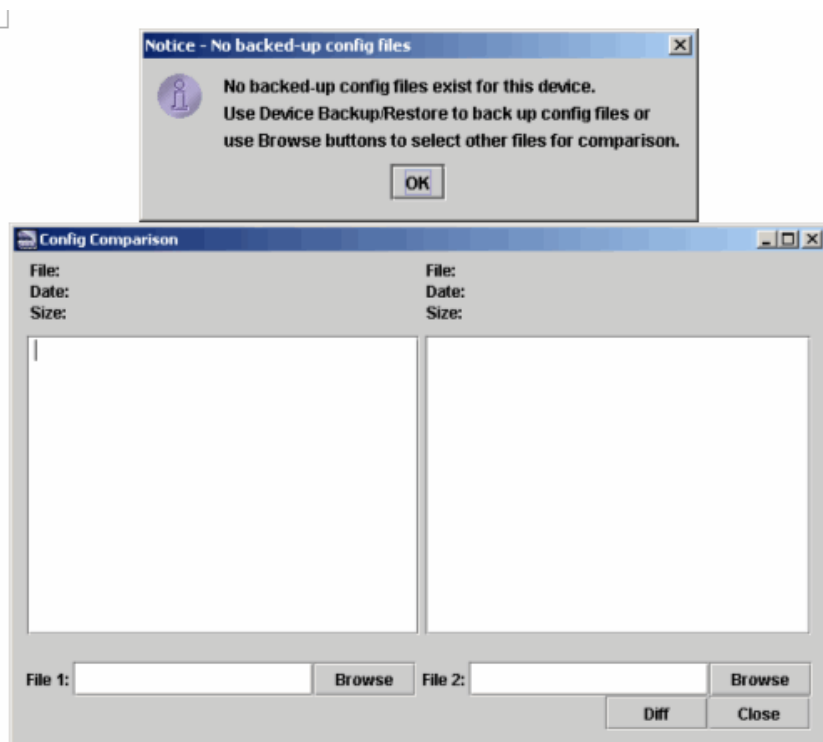 Notice - No backed-up config files
No backed-up config files exist for this device.
Use Device Backup/Restore to back up config files or
use Browse buttons to select other files for comparison.
OK
Config Comparison
File:
Date:
Size:
File:
Date:
Size:
File 1:
Browse
File 2:
Browse
Diff
Close